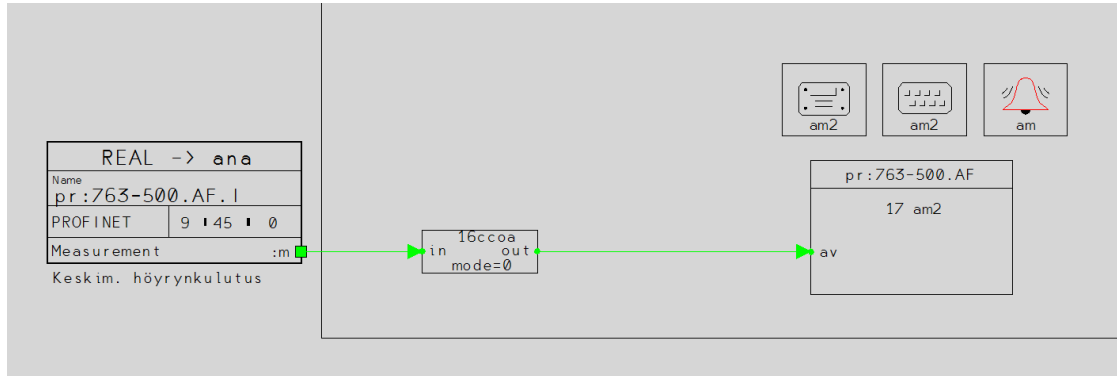 am2
am2
am
REAL -> ana
Name
pr:763-500.AF.I
PROFINET 9 45 0
Measurement :m
Keskim. höyrynkulutus
16ccoa
in out
mode=0
pr:763-500.AF
17 am2
av